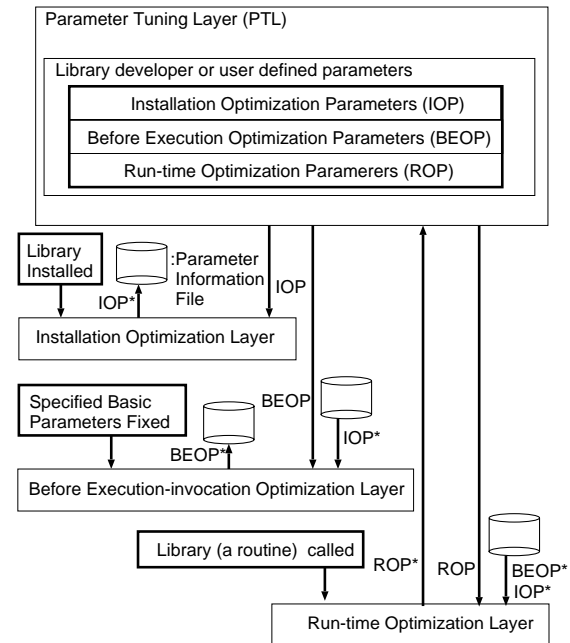 Parameter Tuning Layer (PTL)
Library developer or user defined parameters
Installation Optimization Parameters (IOP)
Before Execution Optimization Parameters (BEOP)
Run-time Optimization Paramerers (ROP)
Library
Installed
:Parameter
Information
File
IOP*
IOP
Installation Optimization Layer
Specified Basic
Parameters Fixed
BEOP*
BEOP
IOP*
Before Execution-invocation Optimization Layer
Library (a routine) called
ROP*
ROP
BEOP*
IOP*
Run-time Optimization Layer